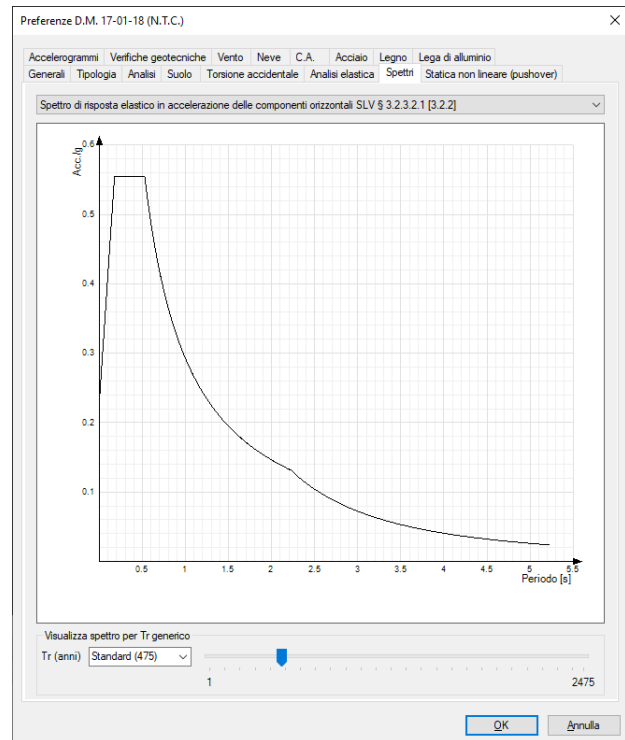 Preferenze D.M. 17-01-18 (N.T.C.)
Accelerogrammi Verifiche geotecniche Vento Neve C.A. Acciaio Legno Lega di alluminio
Generali Tipologia Analisi Suolo Torsione accidentale Analisi elastica Spettri Statica non lineare (pushover)
Spettro di risposta elastico in accelerazione delle componenti orizzontali SLV § 3.2.3.2.1 [3.2.2]
Acc./g
0.6
0.5
0.4
0.3
0.2
0.1
0.5 1 1.5 2 2.5 3 3.5 4 4.5 5 5.5
Periodo [s]
Visualizza spettro per Tr generico
Tr (anni) Standard (475)
1 2475
OK Annulla